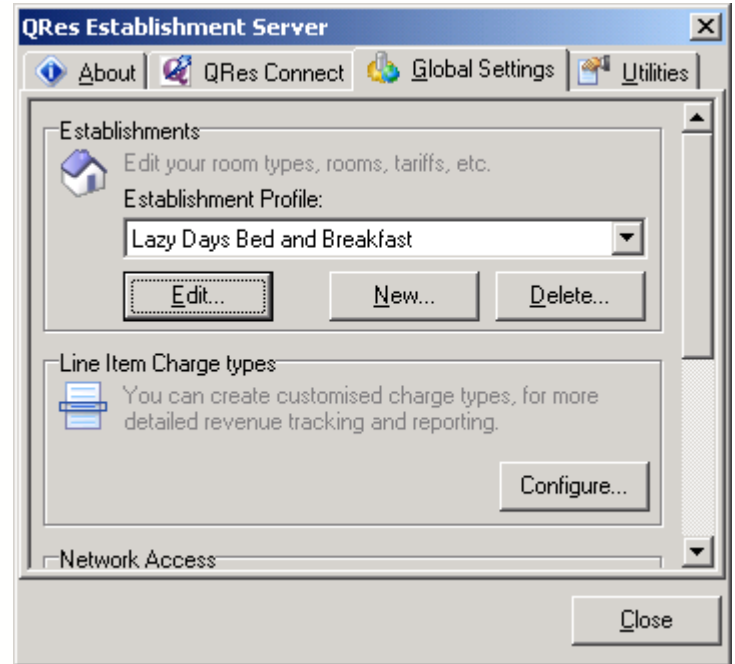 QRes Establishment Server
About QRes Connect Global Settings Utilities
Establishments
Edit your room types, rooms, tariffs, etc.
Establishment Profile:
Lazy Days Bed and Breakfast
Edit... New... Delete...
Line Item Charge types
You can create customised charge types, for more
detailed revenue tracking and reporting.
Configure...
Network Access
Close